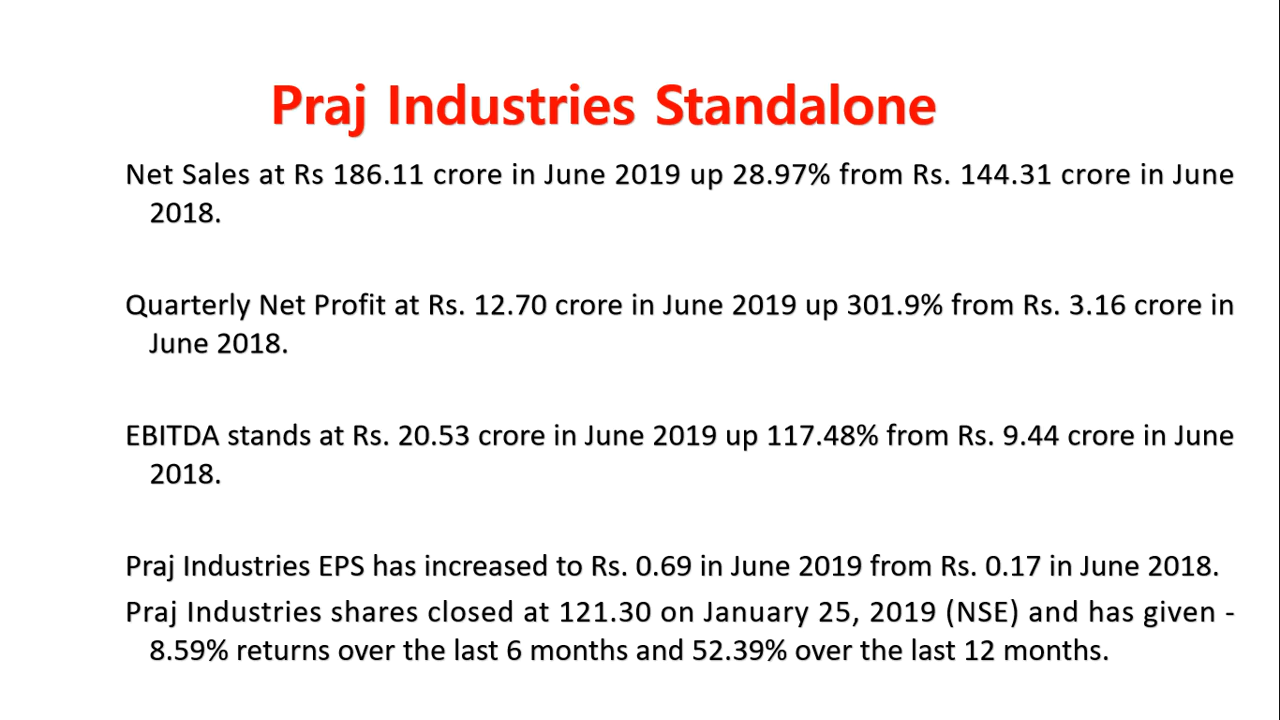 Praj Industries Standalone
Net Sales at Rs 186.11 crore in June 2019 up 28.97% from Rs. 144.31 crore in June
2018.
Quarterly Net Profit at Rs. 12.70 crore in June 2019 up 301.9% from Rs. 3.16 crore in
June 2018.
EBITDA stands at Rs. 20.53 crore in June 2019 up 117.48% from Rs. 9.44 crore in June
2018.
Praj Industries EPS has increased to Rs. 0.69 in June 2019 from Rs. 0.17 in June 2018.
Praj Industries shares closed at 121.30 on January 25, 2019 (NSE) and has given -
8.59% returns over the last 6 months and 52.39% over the last 12 months.